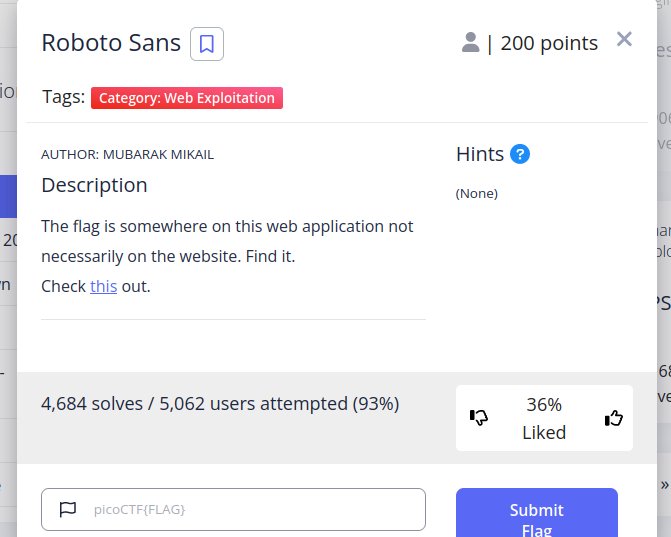 Roboto Sans
| 200 points
Tags: Category: Web Exploitation
AUTHOR: MUBARAK MIKAIL
Hints ?
Description
(None)
The flag is somewhere on this web application not
necessarily on the website. Find it.
Check this out.
4,684 solves / 5,062 users attempted (93%)
36%
Liked
picoCTF{FLAG}
Submit
Flag